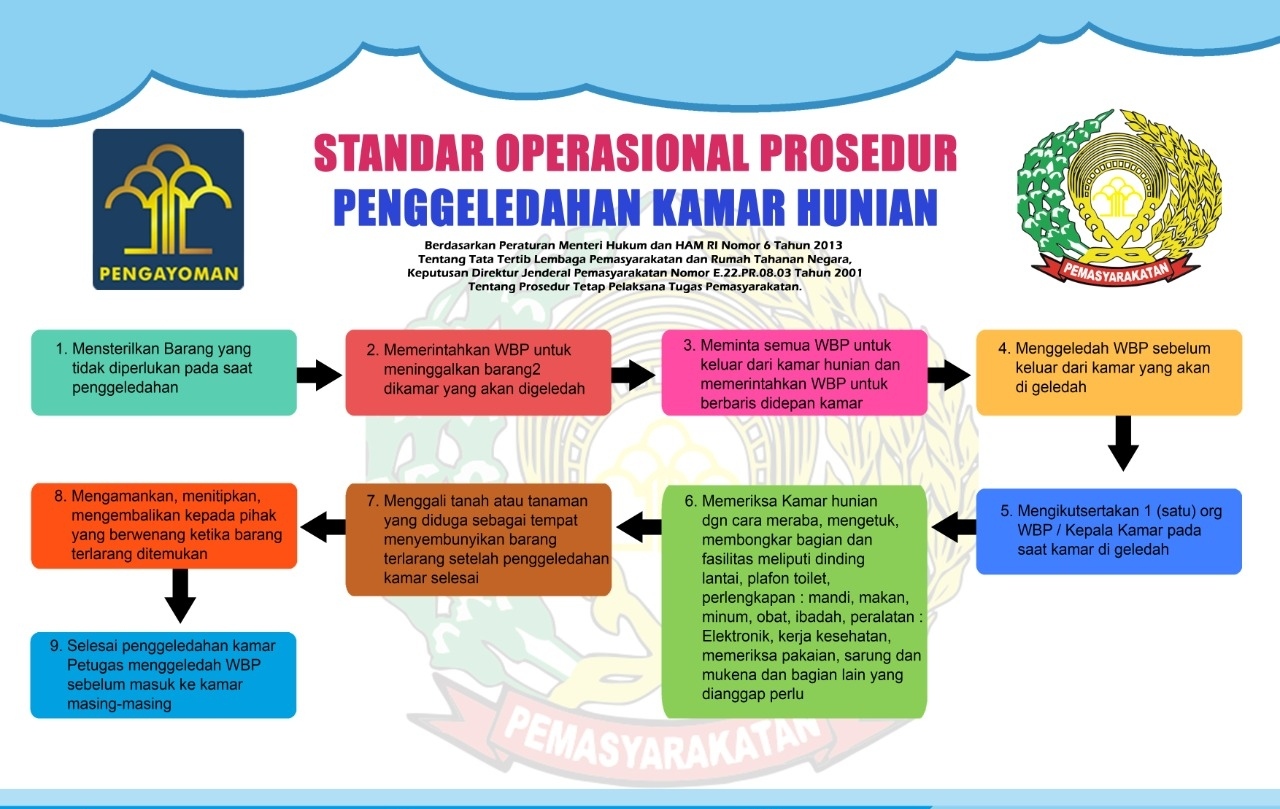 STANDAR OPERASIONAL PROSEDUR
PENGGELEDAHAN KAMAR HUNIAN
Berdasarkan Peraturan Menteri Hukum dan HAM RI Nomor 6 Tahun 2013
Tentang Tata Tertib Lembaga Pemasyarakatan dan Rumah Tahanan Negara,
Keputusan Direktur Jenderal Pemasyarakatan Nomor E.22.PR.08.03 Tahun 2001
Tentang Prosedur Tetap Pelaksana Tugas Pemasyarakatan.
PENGAYOMAN
PEMASYARAKATAN
1. Mensterilkan Barang yang
tidak diperlukan pada saat
penggeledahan
2. Memerintahkan WBP untuk
meninggalkan barang2
dikamar yang akan digeledah
3. Meminta semua WBP untuk
keluar dari kamar hunian dan
memerintahkan WBP untuk
berbaris didepan kamar
4. Menggeledah WBP sebelum
keluar dari kamar yang akan
di geledah
5. Mengikutsertakan 1 (satu) org
WBP / Kepala Kamar pada
saat kamar di geledah
6. Memeriksa Kamar hunian
dgn cara meraba, mengetuk,
membongkar bagian dan
fasilitas meliputi dinding
lantai, plafon toilet,
perlengkapan : mandi, makan,
minum, obat, ibadah, peralatan :
Elektronik, kerja kesehatan,
memeriksa pakaian, sarung dan
mukena dan bagian lain yang
dianggap perlu
7. Menggali tanah atau tanaman
yang diduga sebagai tempat
menyembunyikan barang
terlarang setelah penggeledahan
kamar selesai
8. Mengamankan, menitipkan,
mengembalikan kepada pihak
yang berwenang ketika barang
terlarang ditemukan
9. Selesai penggeledahan kamar
Petugas menggeledah WBP
sebelum masuk ke kamar
masing-masing
PEMASYARAKATAN